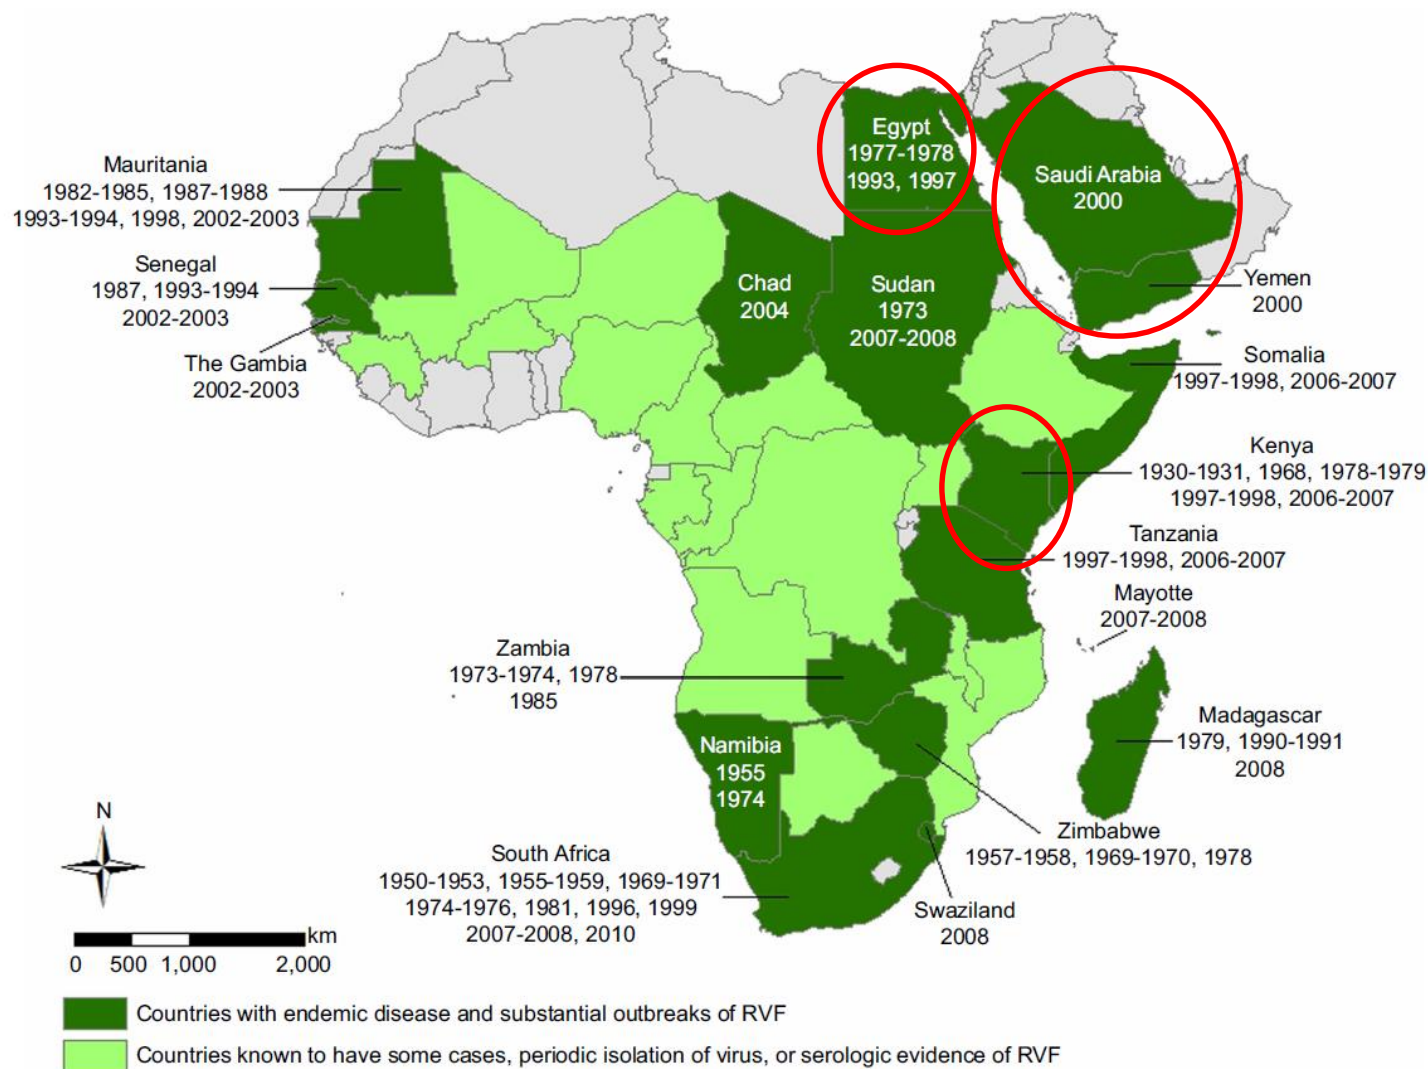 Mauritania
1982-1985, 1987-1988
1993-1994, 1998, 2002-2003
Senegal
1987, 1993-1994
2002-2003
The Gambia
2002-2003
Egypt
1977-1978
1993, 1997
Saudi Arabia
2000
Chad
2004
Sudan
1973
2007-2008
Yemen
2000
Somalia
1997-1998, 2006-2007
Kenya
1930-1931, 1968, 1978-1979
1997-1998, 2006-2007
Tanzania
1997-1998, 2006-2007
Mayotte
2007-2008
Zambia
1973-1974, 1978
1985
Namibia
1955
1974
Madagascar
1979, 1990-1991
2008
Zimbabwe
1957-1958, 1969-1970, 1978
South Africa
1950-1953, 1955-1959, 1969-1971
1974-1976, 1981, 1996, 1999
2007-2008, 2010
Swaziland
2008
N
km
0 500 1,000 2,000
Countries with endemic disease and substantial outbreaks of RVF
Countries known to have some cases, periodic isolation of virus, or serologic evidence of RVF